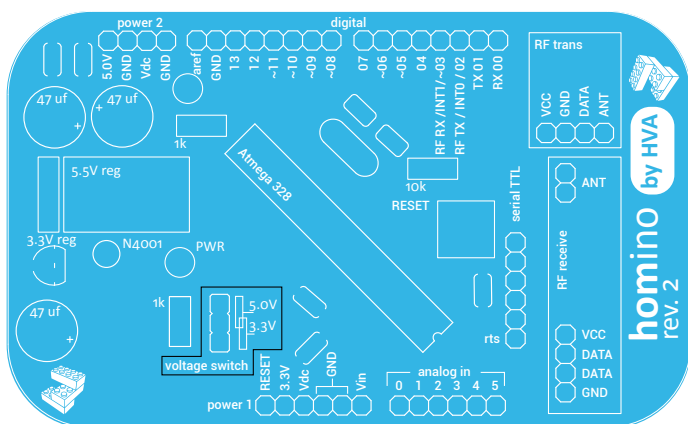 power 2
digital
5.0V
GND
Vdc
GND
aref
GND
13
12
~11
~10
~09
~08
07
~06
~05
04
RF RX /INT1/~03
RF TX / INT0 / 02
TX 01
RX 00
RF trans
VCC
GND
DATA
ANT
47 uf
+
47 uf
+
1k
Atmega 328
10k
RESET
serial TTL
rts
5.5V reg
3.3V reg
N4001
PWR
47 uf
+
1k
5.0V
3.3V
voltage switch
power 1
RESET
3.3V
Vdc
GND
Vin
analog in
0 1 2 3 4 5
ANT
RF receive
VCC
DATA
DATA
GND
homino by HVA
rev. 2